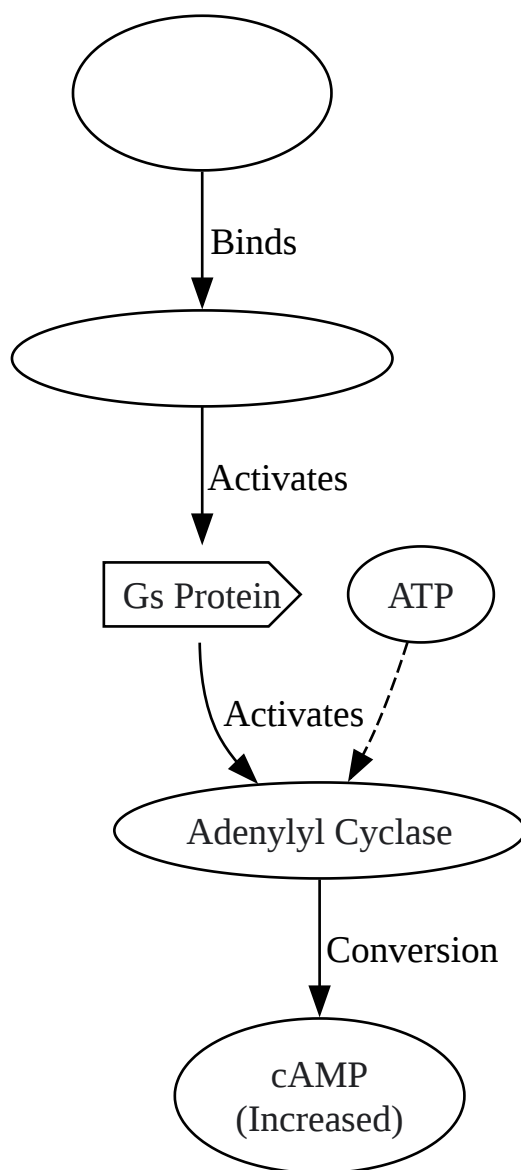 Binds
Activates
Gs Protein
ATP
Activates
Adenylyl Cyclase
Conversion
cAMP
(Increased)